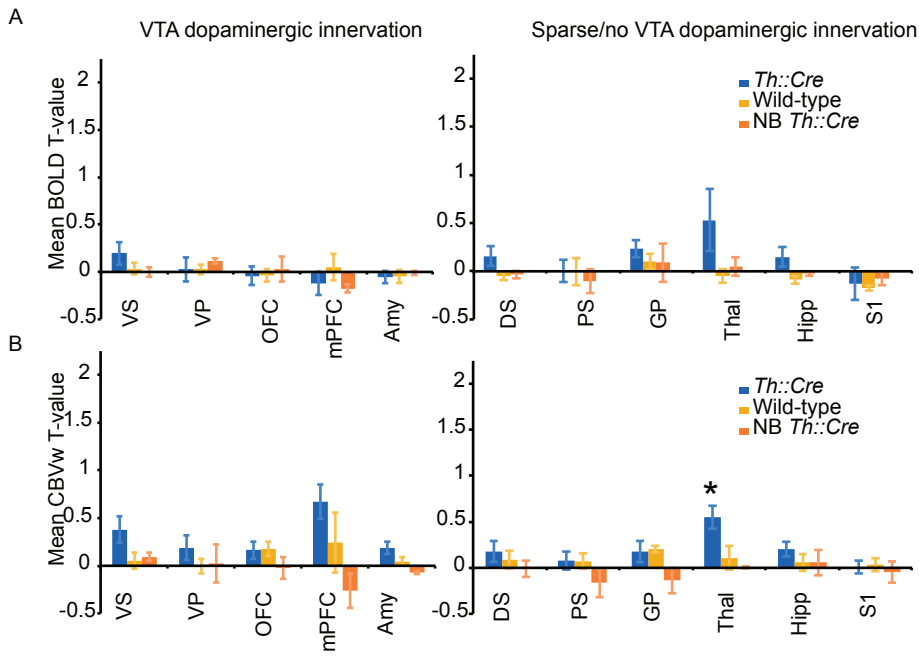 A
VTA dopaminergic innervation
Sparse/no VTA dopaminergic innervation
Mean BOLD T-value
2
1.5
1
0.5
0
-0.5
VS
VP
OFC
mPFC
Amy
2
1.5
1
0.5
0
-0.5
Th::Cre
Wild-type
NB Th::Cre
DS
PS
GP
Thal
Hipp
S1
B
Mean CBVw T-value
2
1.5
1
0.5
0
-0.5
VS
VP
OFC
mPFC
Amy
2
1.5
1
0.5
0
-0.5
Th::Cre
Wild-type
NB Th::Cre
*
DS
PS
GP
Thal
Hipp
S1